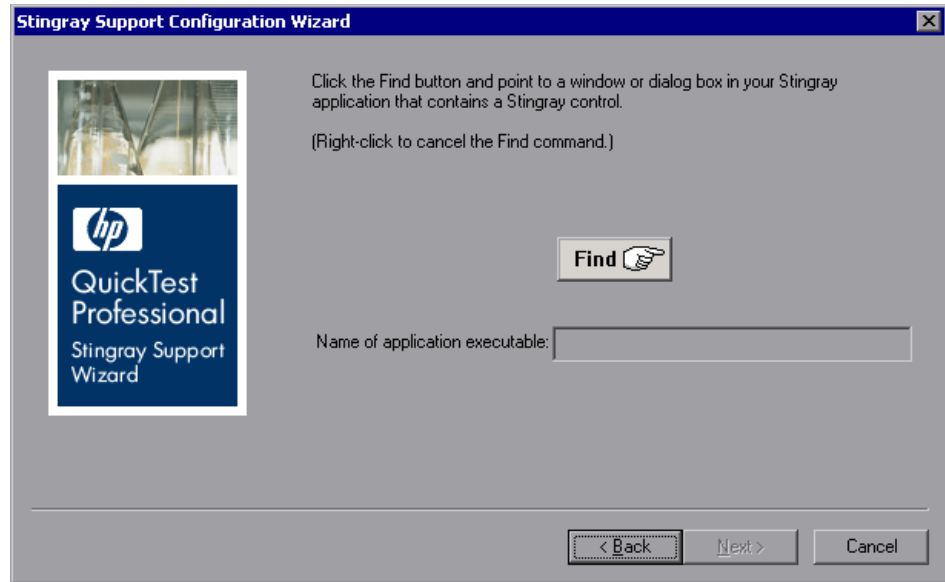 Stingray Support Configuration Wizard
Click the Find button and point to a window or dialog box in your Stingray
application that contains a Stingray control.
(Right-click to cancel the Find command.)
hp
QuickTest
Professional
Stingray Support
Wizard
Find
Name of application executable:
< Back
Next >
Cancel